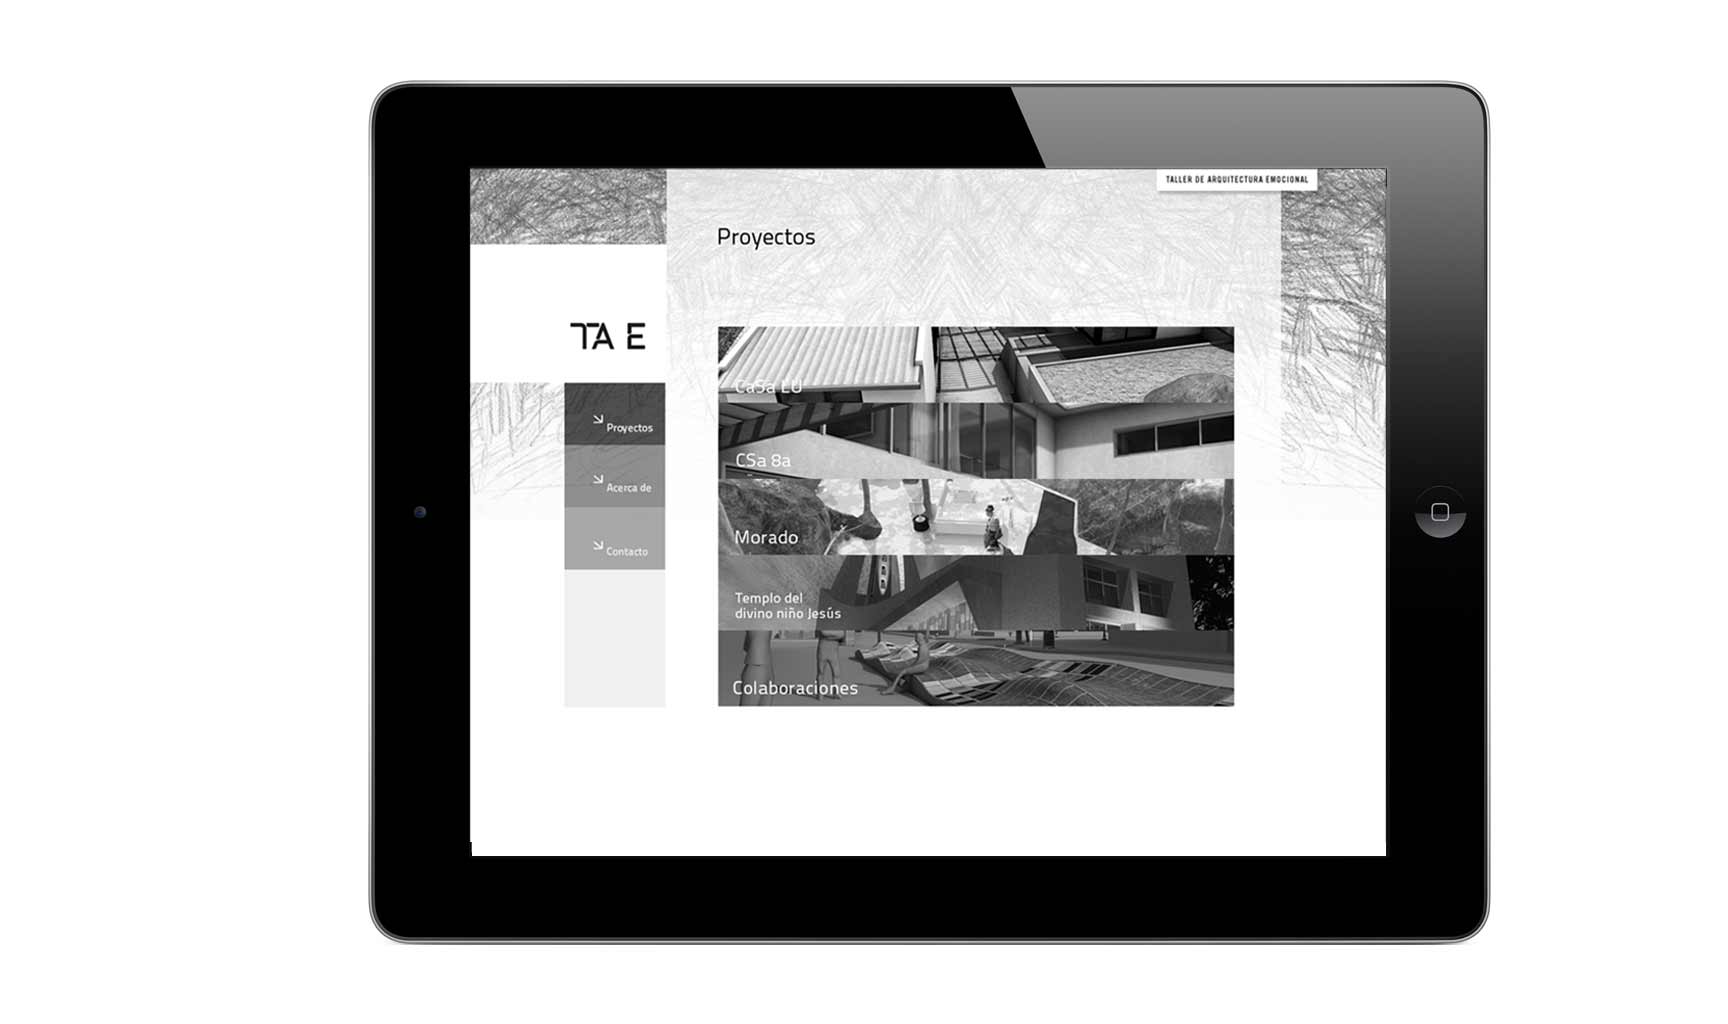 TALLER DE ARQUITECTURA EMOCIONAL
Proyectos
TA E
CaSa LU
CSa 8a
Morado
Templo del
divino niño Jesús
Colaboraciones
Proyectos
Acerca de
Contacto